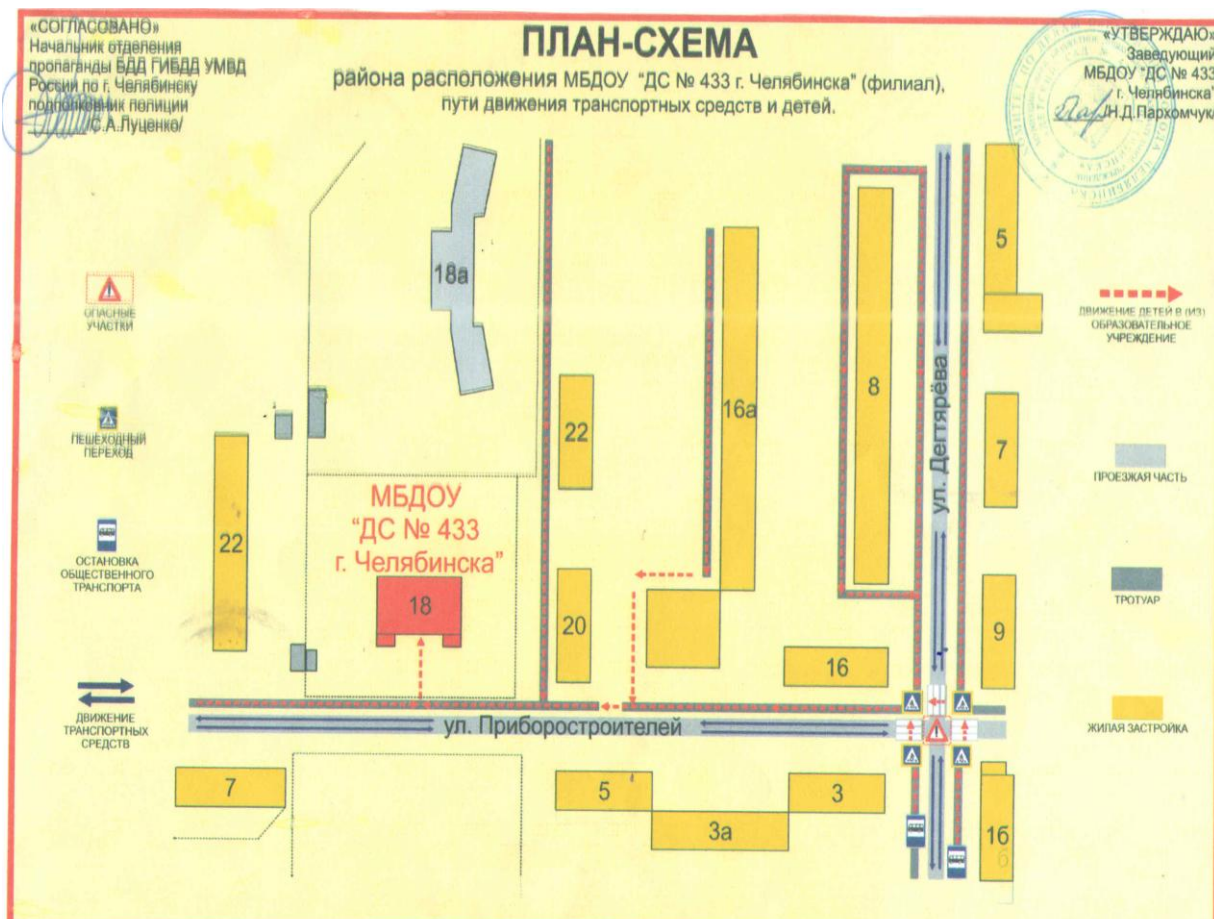 «СОГЛАСОВАНО»
Начальник отделения
пропаганды БДД ГИБДД УМВД
России по г. Челябинску
подполковник полиции
/С.А.Луценко/
ПЛАН-СХЕМА
района расположения МБДОУ "ДС № 433 г. Челябинска" (филиал),
пути движения транспортных средств и детей.
«УТВЕРЖДАЮ»
Заведующий
МБДОУ "ДС № 433
г. Челябинска"
/Н.Д.Пархомчук/
ОПАСНЫЕ
УЧАСТКИ
ПЕШЕХОДНЫЙ
ПЕРЕХОД
ОСТАНОВКА
ОБЩЕСТВЕННОГО
ТРАНСПОРТА
ДВИЖЕНИЕ
ТРАНСПОРТНЫХ
СРЕДСТВ
18а
22
МБДОУ
"ДС № 433
г. Челябинска"
18
22
20
16а
8
16
ул. Дегтярёва
5
7
9
ул. Приборостроителей
7
5
3а
3
16
6
ДВИЖЕНИЕ ДЕТЕЙ В (ИЗ)
ОБРАЗОВАТЕЛЬНОЕ
УЧРЕЖДЕНИЕ
ПРОЕЗЖАЯ ЧАСТЬ
ТРОТУАР
ЖИЛАЯ ЗАСТРОЙКА